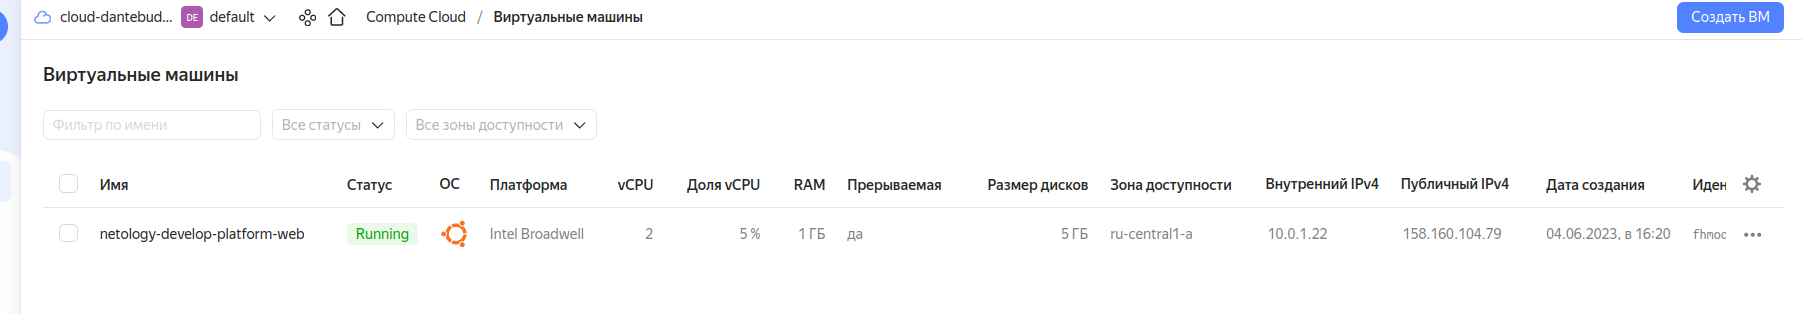 cloud-dantebud... DE default Compute Cloud / Виртуальные машины Создать ВМ
Виртуальные машины
Фильтр по имени Все статусы Все зоны доступности
Имя Статус ОС Платформа vCPU Доля vCPU RAM Прерываемая Размер дисков Зона доступности Внутренний IPv4 Публичный IPv4 Дата создания Иден
netology-develop-platform-web Running Intel Broadwell 2 5 % 1 ГБ да 5 ГБ ru-central1-a 10.0.1.22 158.160.104.79 04.06.2023, в 16:20 fhmoc